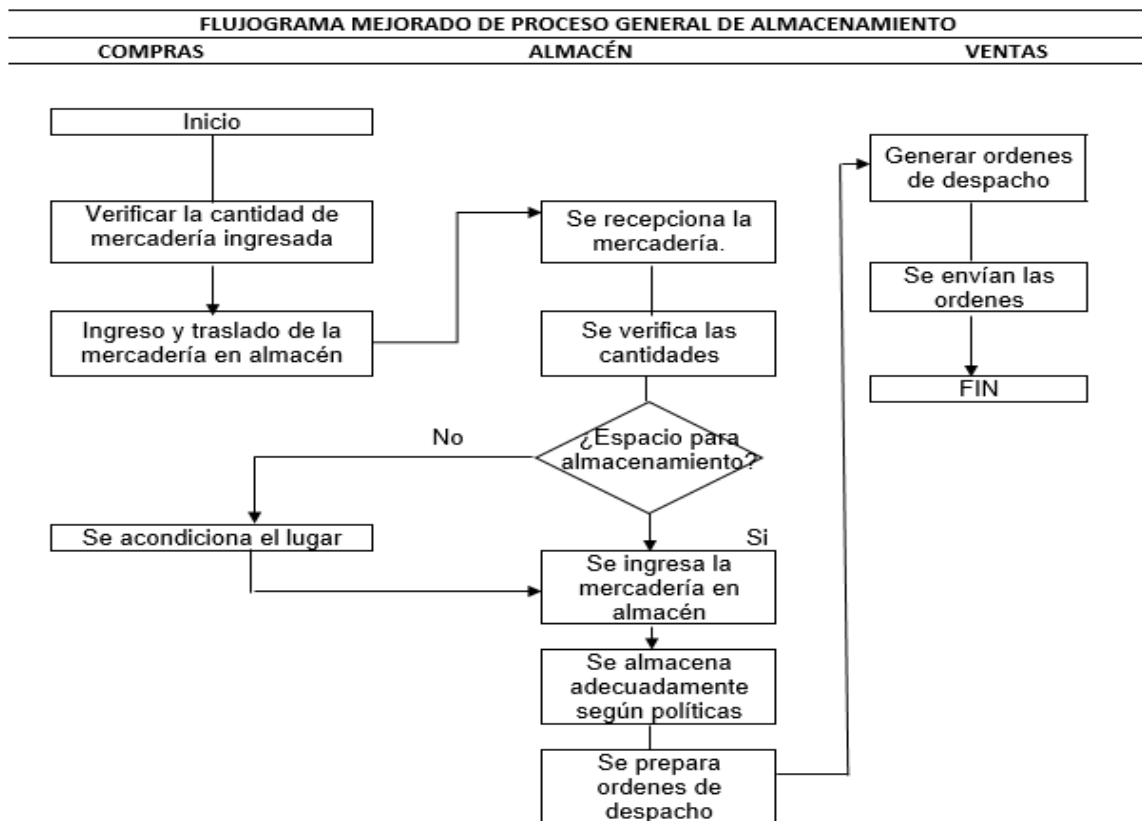 FLUJOGRAMA MEJORADO DE PROCESO GENERAL DE ALMACENAMIENTO
COMPRAS
ALMACÉN
VENTAS
Inicio
Verificar la cantidad de
mercadería ingresada
Ingreso y traslado de la
mercadería en almacén
Se recepciona la
mercadería.
Se verifica las
cantidades
¿Espacio para
almacenamiento?
No
Si
Se acondiciona el lugar
Se ingresa la
mercadería en
almacén
Se almacena
adecuadamente
según políticas
Se prepara
ordenes de
despacho
Generar ordenes
de despacho
Se envían las
ordenes
FIN